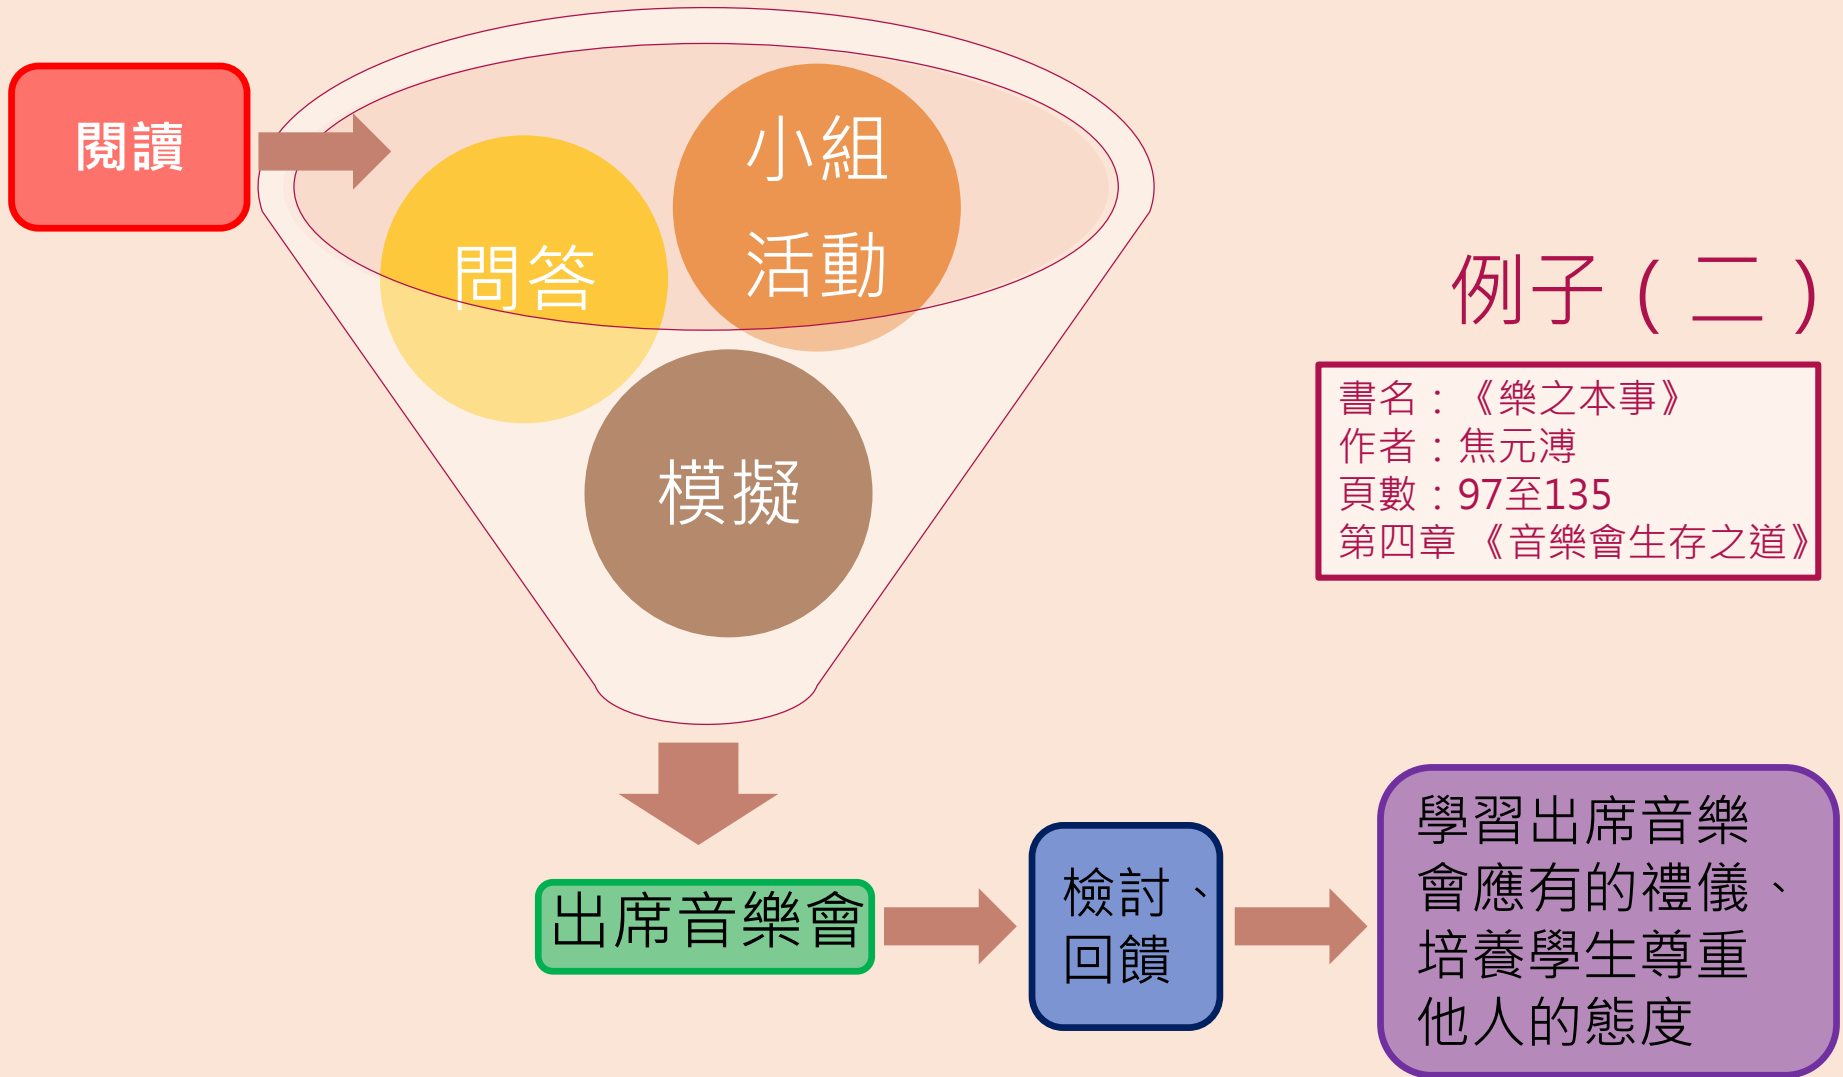 閱讀
小組
活動
問答
模擬
例子（二）
書名：《樂之本事》
作者：焦元溥
頁數：97至135
第四章《音樂會生存之道》
出席音樂會
檢討、
回饋
學習出席音樂
會應有的禮儀、
培養學生尊重
他人的態度